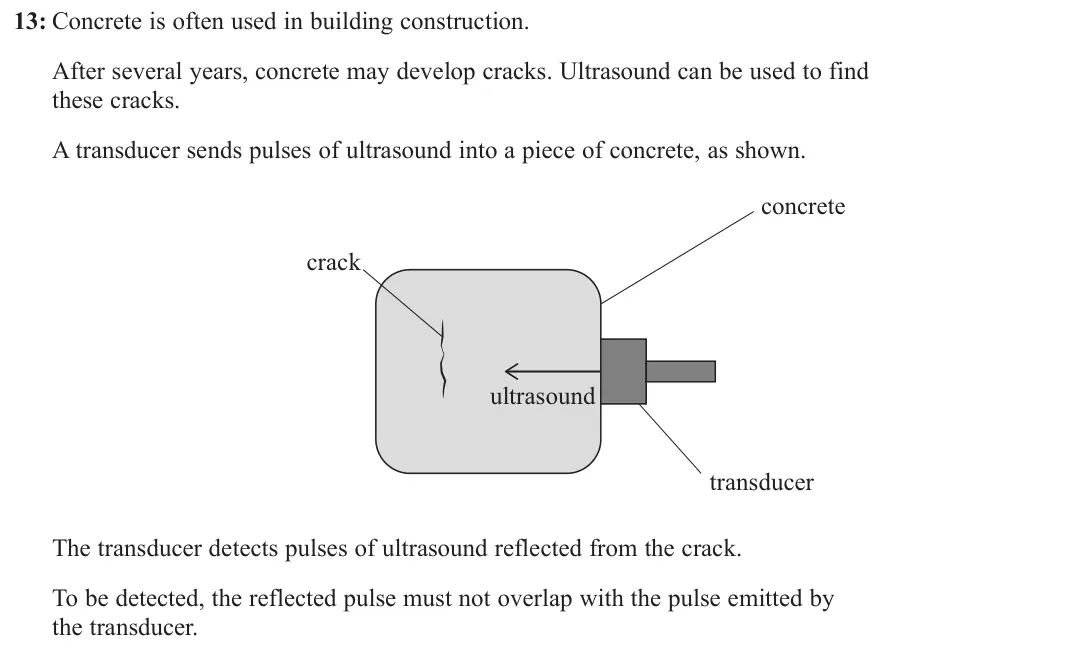 13: Concrete is often used in building construction.
After several years, concrete may develop cracks. Ultrasound can be used to find
these cracks.
A transducer sends pulses of ultrasound into a piece of concrete, as shown.
concrete
crack
ultrasound
transducer
The transducer detects pulses of ultrasound reflected from the crack.
To be detected, the reflected pulse must not overlap with the pulse emitted by
the transducer.